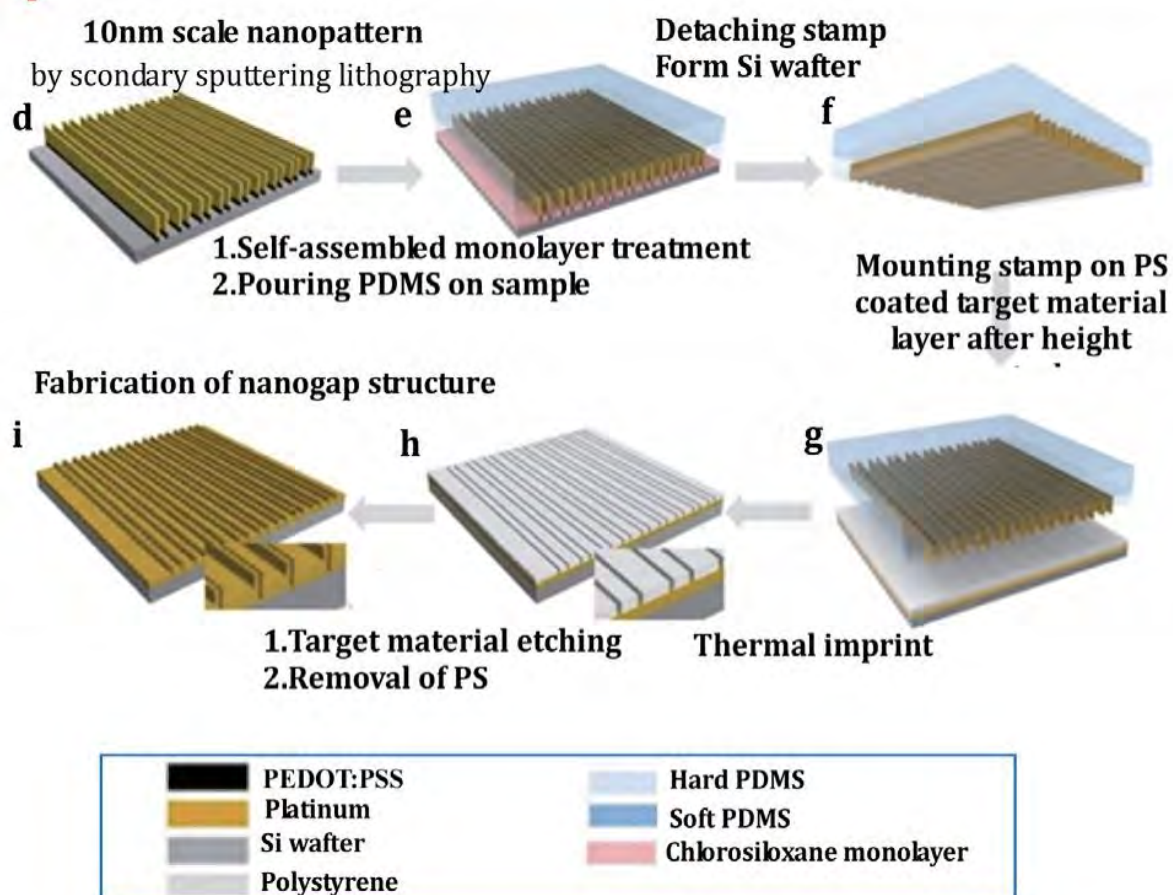 10nm scale nanopattern
by scondary sputtering lithography
Detaching stamp
Form Si wafter
d
e
f
1.Self-assembled monolayer treatment
2.Pouring PDMS on sample
Mounting stamp on PS
coated target material
layer after height
Fabrication of nanogap structure
i
h
g
1.Target material etching
2.Removal of PS
Thermal imprint
PEDOT:PSS
Platinum
Si wafter
Polystyrene
Hard PDMS
Soft PDMS
Chlorosiloxane monolayer